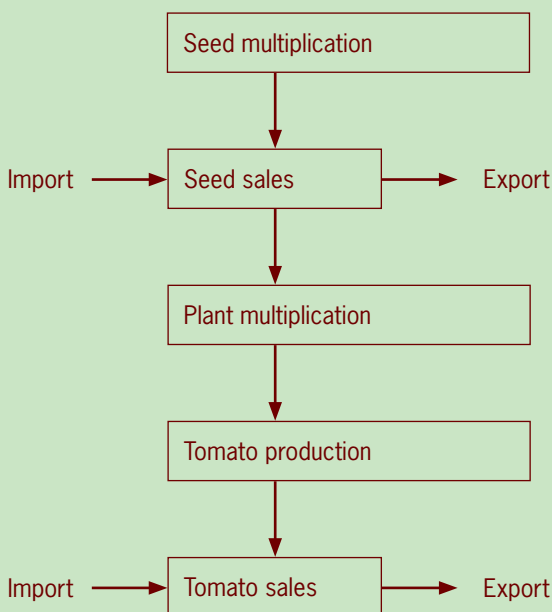 Seed multiplication
Import
Seed sales
Export
Plant multiplication
Tomato production
Import
Tomato sales
Export